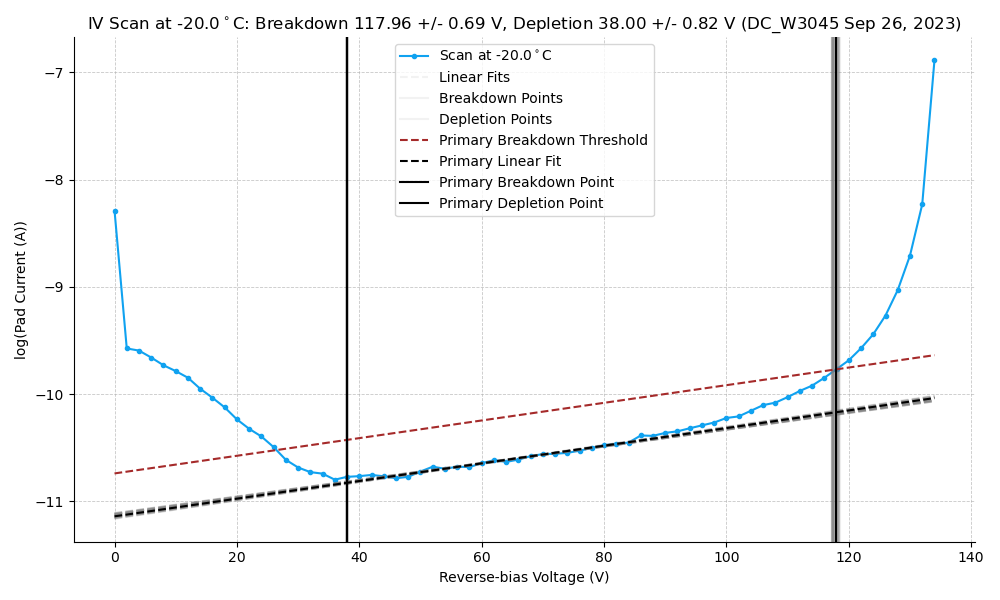 IV Scan at -20.0°C: Breakdown 117.96 +/- 0.69 V, Depletion 38.00 +/- 0.82 V (DC_W3045 Sep 26, 2023)
Scan at -20.0°C
Linear Fits
Breakdown Points
Depletion Points
Primary Breakdown Threshold
Primary Linear Fit
Primary Breakdown Point
Primary Depletion Point
log(Pad Current (A))
−7
−8
−9
−10
−11
0 20 40 60 80 100 120 140
Reverse-bias Voltage (V)